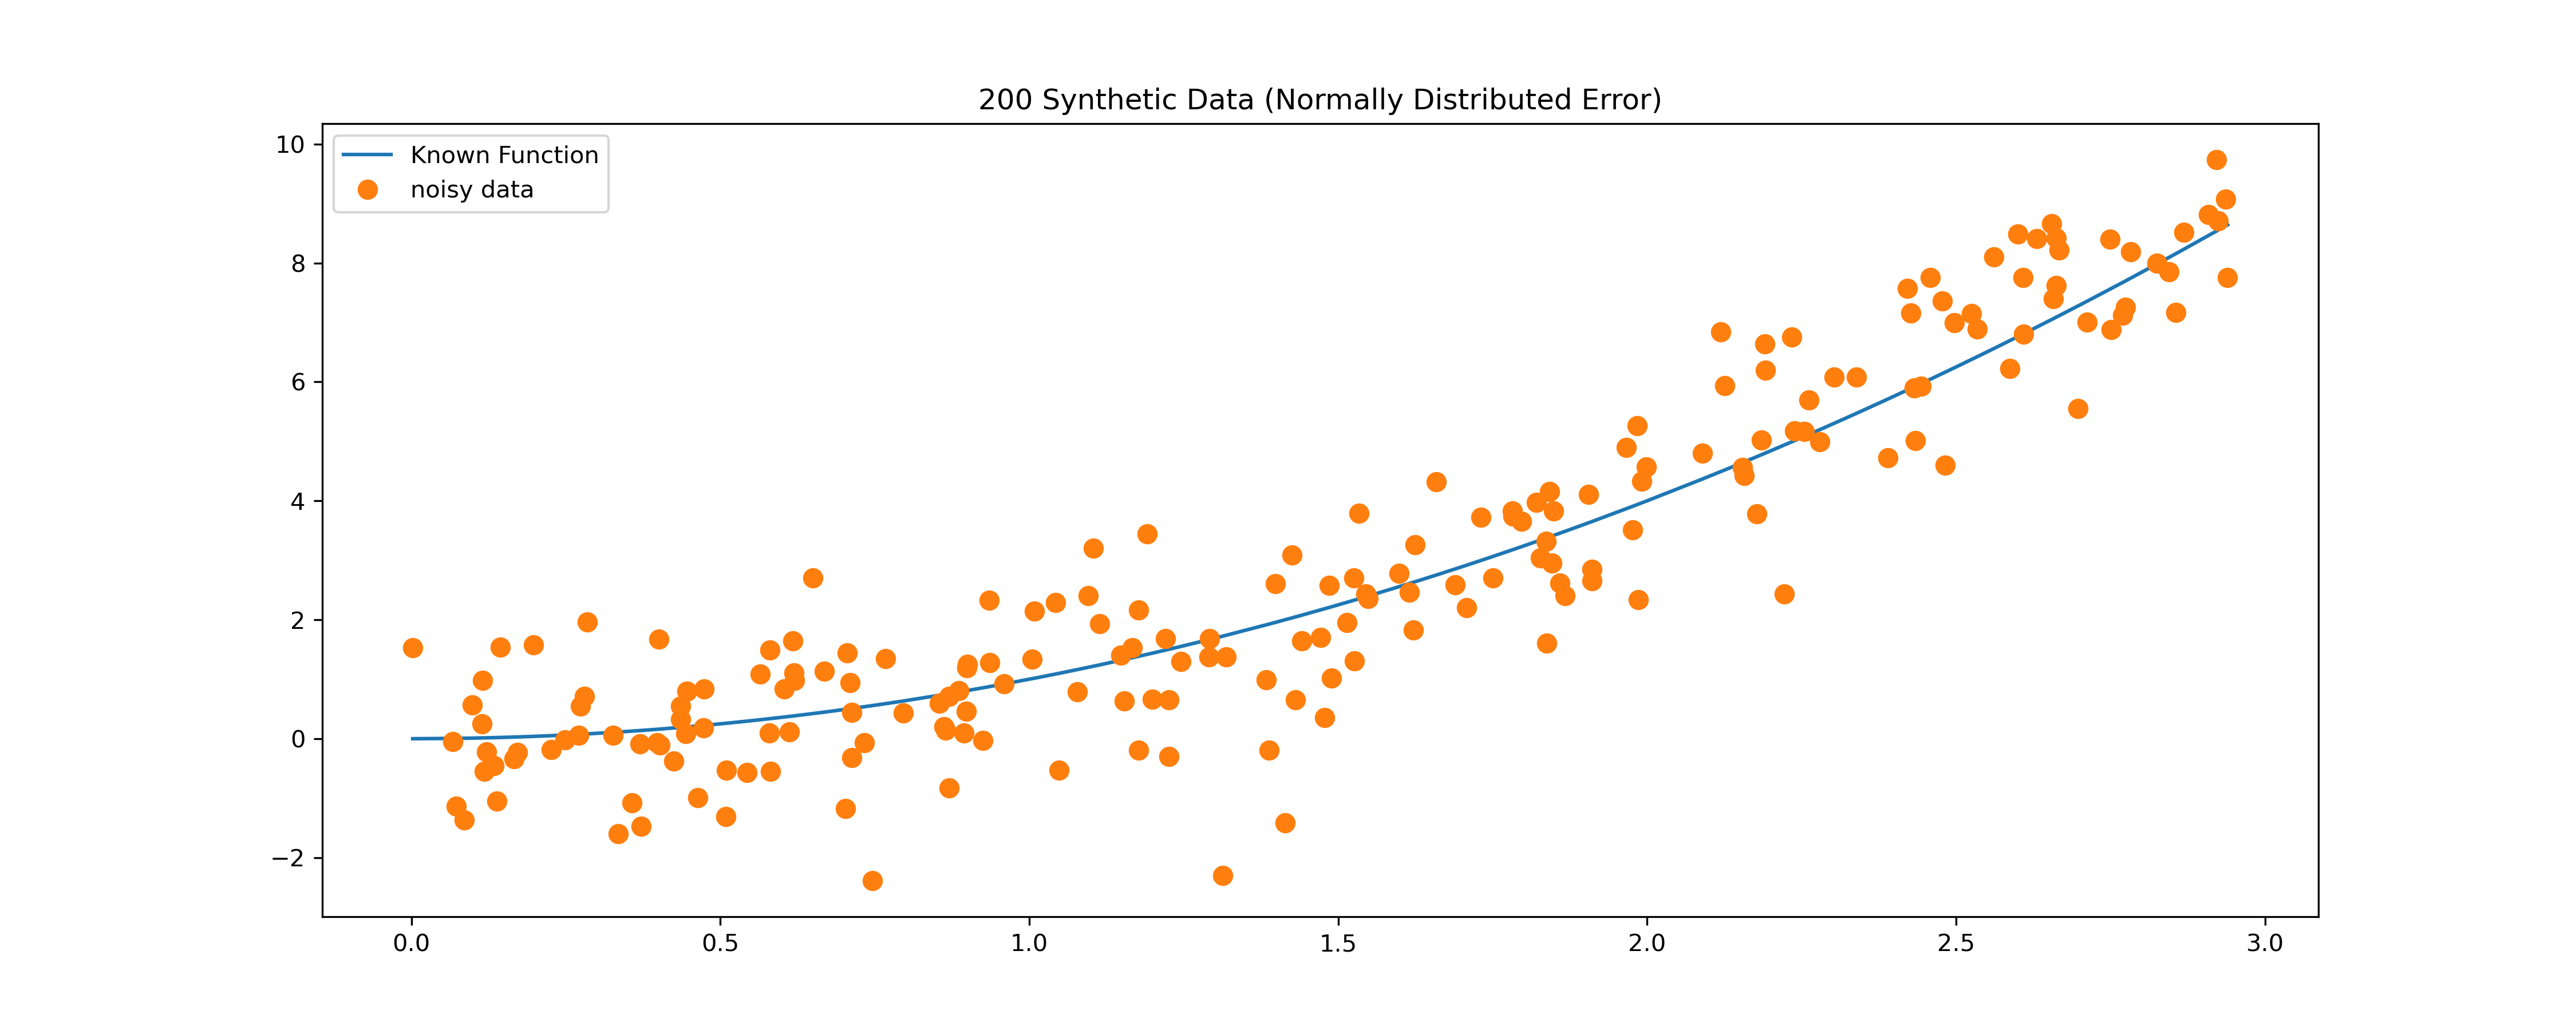 200 Synthetic Data (Normally Distributed Error)
Known Function
noisy data
10
8
6
4
2
0
−2
0.0 0.5 1.0 1.5 2.0 2.5 3.0